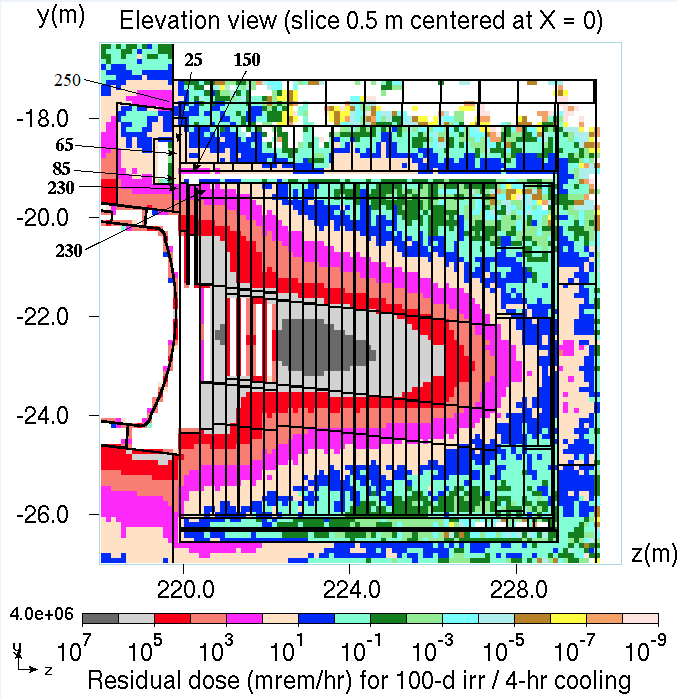 y(m)
Elevation view (slice 0.5 m centered at X = 0)
25
150
250
-18.0
65
85
230
-20.0
230
-22.0
-24.0
-26.0
z(m)
220.0 224.0 228.0
4.0e+06
10^7 10^5 10^3 10^1 10^-1 10^-3 10^-5 10^-7 10^-9
y
z
Residual dose (mrem/hr) for 100-d irr / 4-hr cooling